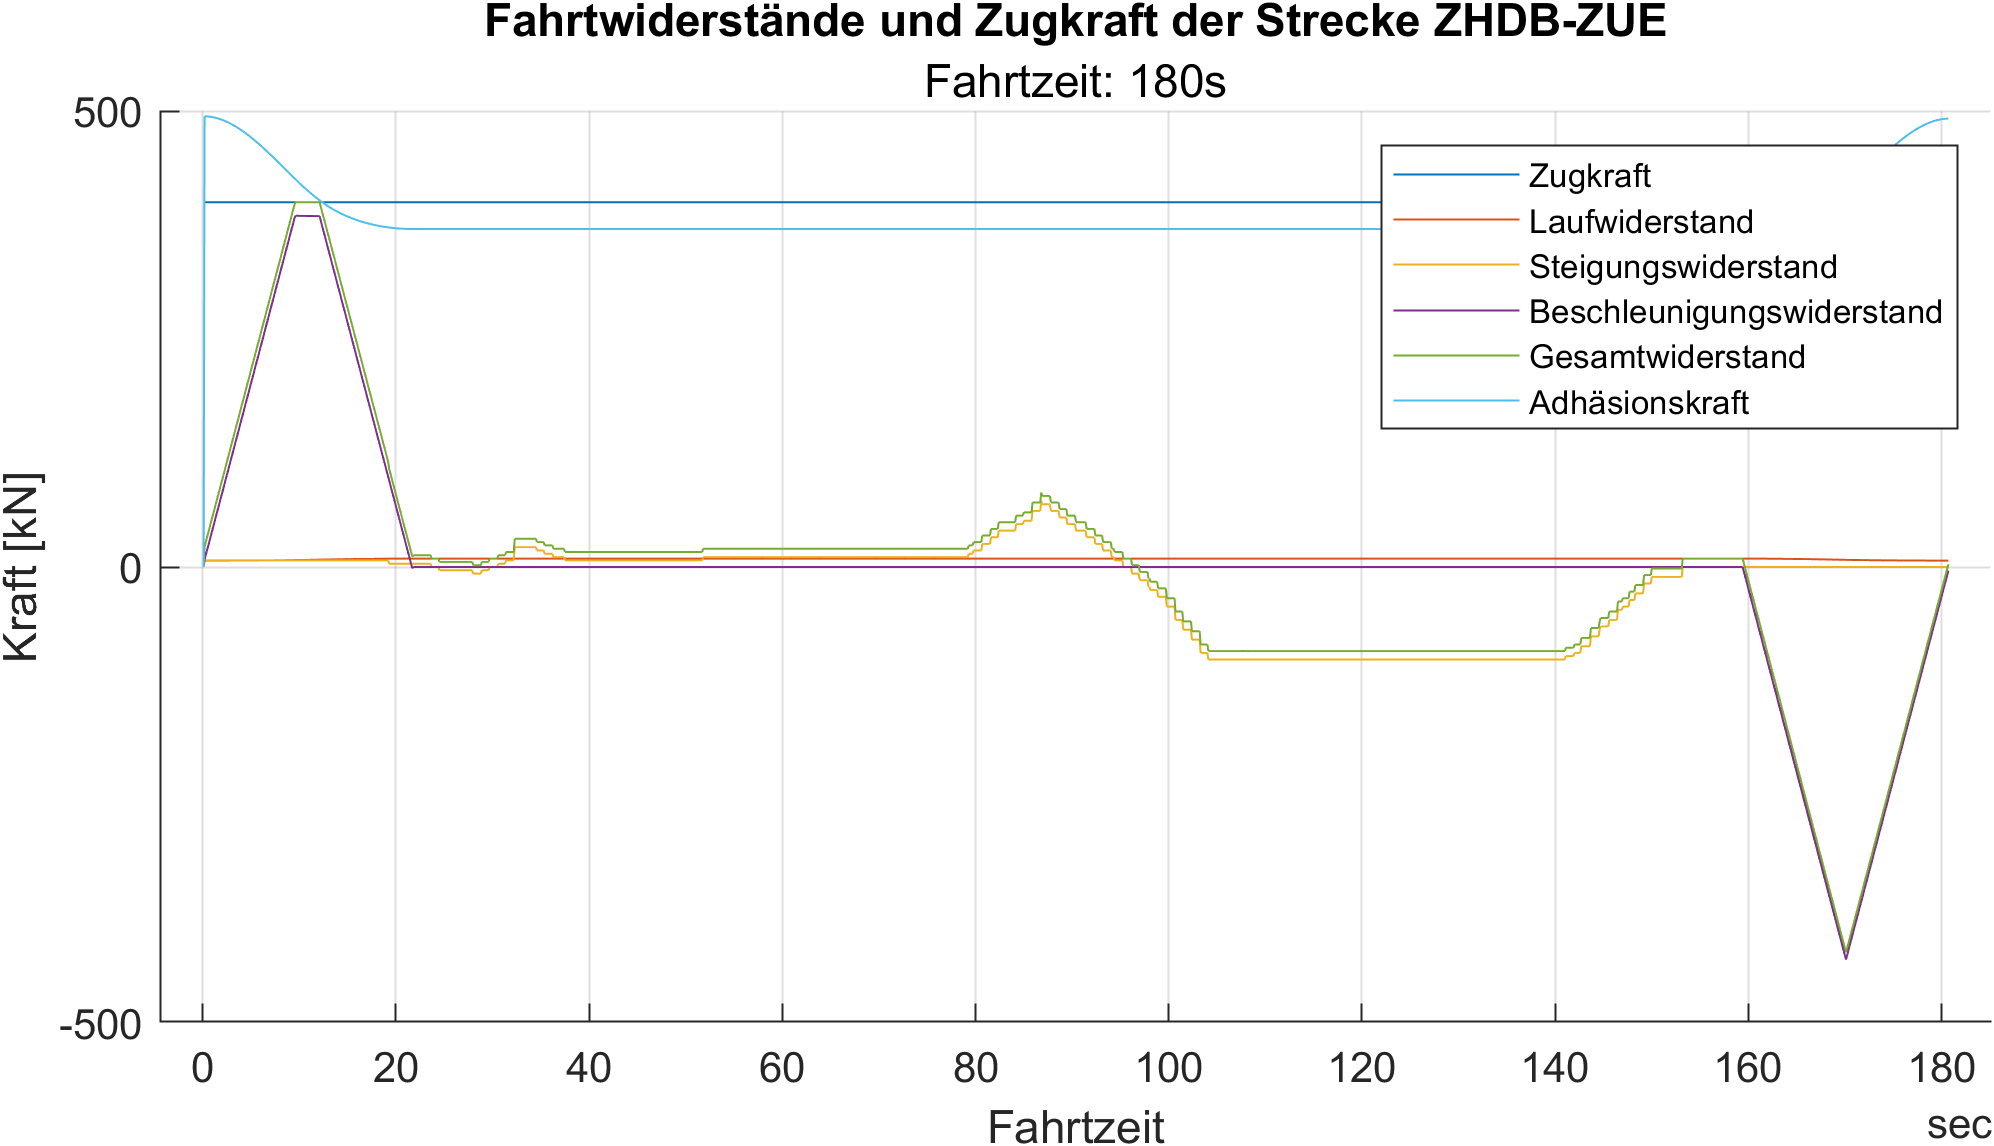 Fahrtwiderstände und Zugkraft der Strecke ZHDB-ZUE
Fahrtzeit: 180s
500
0
-500
Kraft [kN]
Zugkraft
Laufwiderstand
Steigungswiderstand
Beschleunigungswiderstand
Gesamtwiderstand
Adhäsionskraft
0 20 40 60 80 100 120 140 160 180
Fahrtzeit
sec